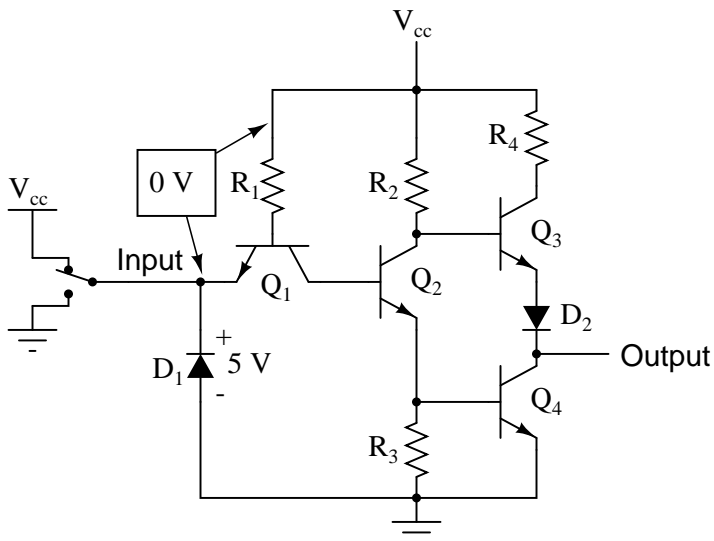 Vcc
R4
0 V
R1
R2
Vcc
Input
Q1
Q2
Q3
D2
Output
+
D1
5 V
-
Q4
R3